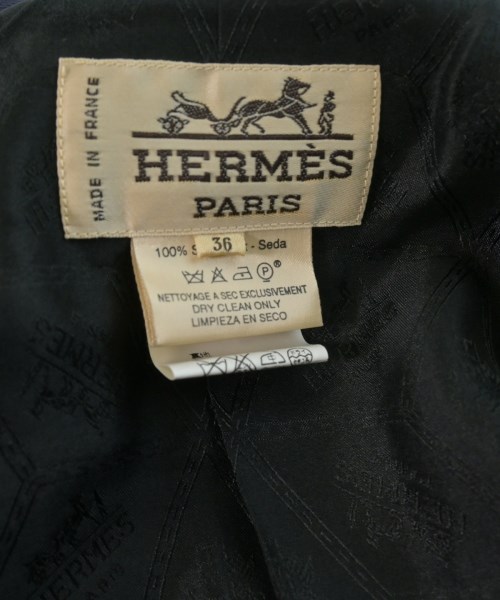 MADE IN FRANCE
HERMÈS
PARIS
36
100% S - Seda
NETTOYAGE A SEC EXCLUSIVEMENT
DRY CLEAN ONLY
LIMPIEZA EN SECO
HERMES
HERMES
PARIS